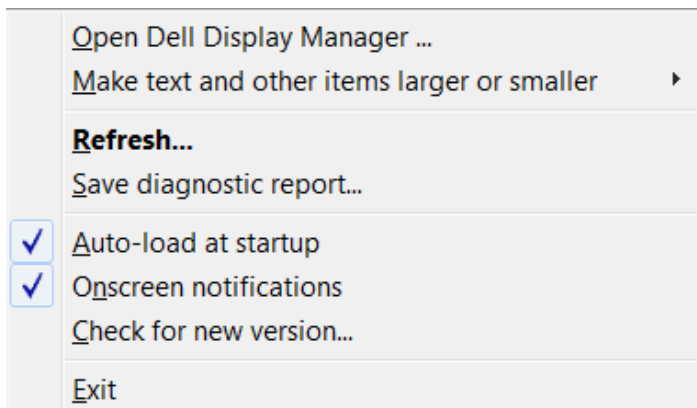 Open Dell Display Manager ...
Make text and other items larger or smaller
Refresh...
Save diagnostic report...
Auto-load at startup
Onscreen notifications
Check for new version...
Exit